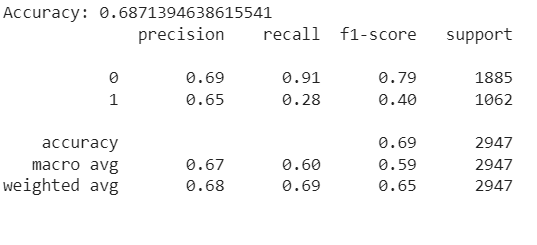 Accuracy: 0.6871394638615541
precision recall f1-score support
0 0.69 0.91 0.79 1885
1 0.65 0.28 0.40 1062
accuracy 0.69 2947
macro avg 0.67 0.60 0.59 2947
weighted avg 0.68 0.69 0.65 2947